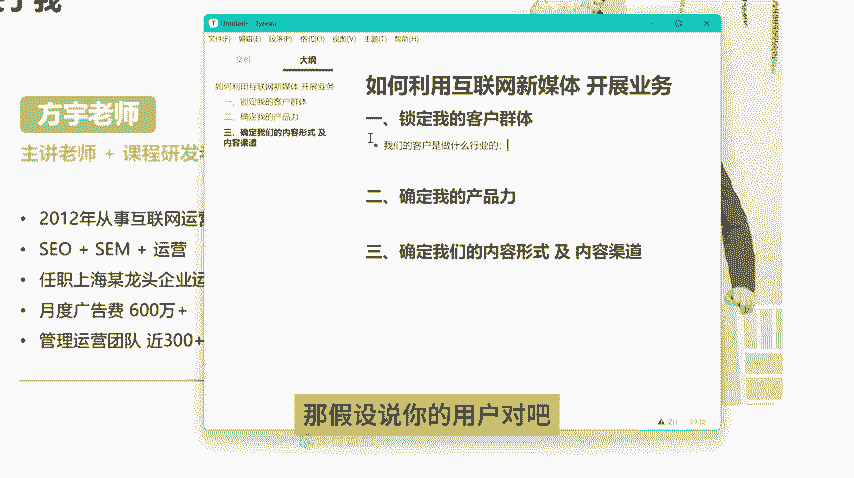 Untitled - Typora
文件(F) 编辑(E) 段落(P) 格式(O) 视图(V) 主题(T) 帮助(H)
文件
大纲
如何利用互联网新媒体 开展业务
一、锁定我的客户群体
二、确定我的产品力
三、确定我们的内容形式 及
内容渠道
如何利用互联网新媒体 开展业务
一、锁定我的客户群体
我们的客户是做什么行业的：
二、确定我的产品力
三、确定我们的内容形式 及 内容渠道
了我
方宇老师
主讲老师 + 课程研发
• 2012年从事互联网运营
• SEO + SEM + 运营
• 任职上海某龙头企业运
• 月度广告费 600万+
• 管理运营团队 近300+
那假设说你的用户对吧